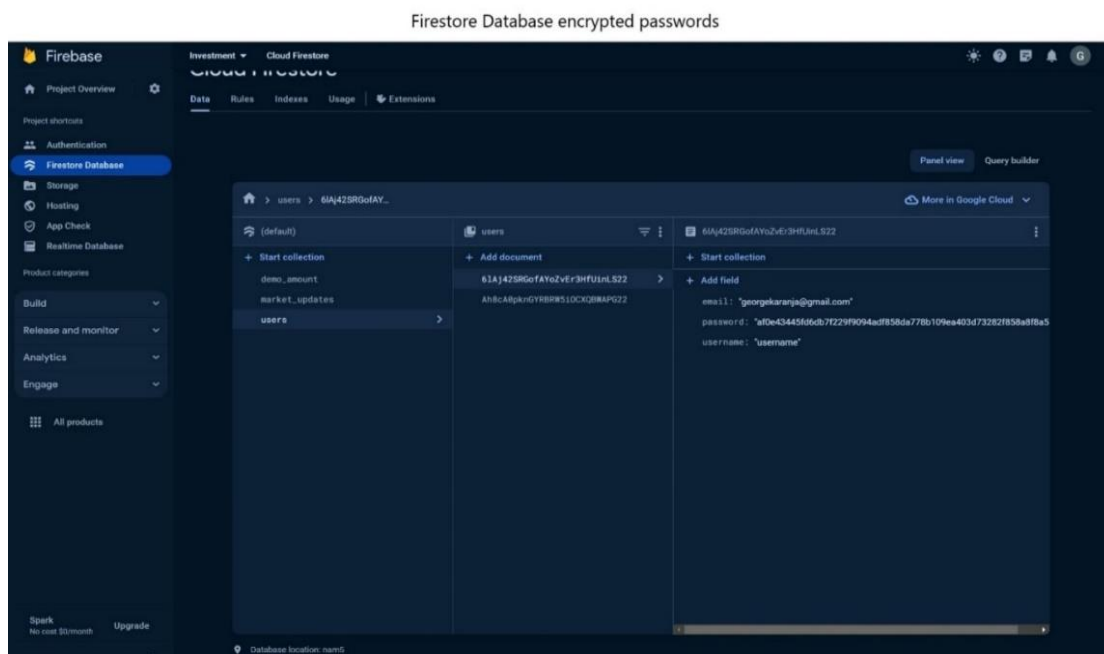 Firestore Database encrypted passwords
Firebase
Investment
Cloud Firestore
G
Cloud Firestore
Project Overview
Data
Rules
Indexes
Usage
Extensions
Project shortcuts
Authentication
Firestore Database
Storage
Hosting
App Check
Realtime Database
Product categories
Build
Release and monitor
Analytics
Engage
All products
Spark
No cost $0/month
Upgrade
Panel view
Query builder
> users > 6lAj42SRGofAY...
More in Google Cloud
(default)
+ Start collection
demo_amount
market_updates
users
users
+ Add document
6lAj42SRGofAYoZvEr3HfUinLS22
6lAj42SRGofAYoZvEr3HfUinLS22
+ Start collection
+ Add field
email: "georgekaranja@gmail.com"
username: "username"
Database location: nam5